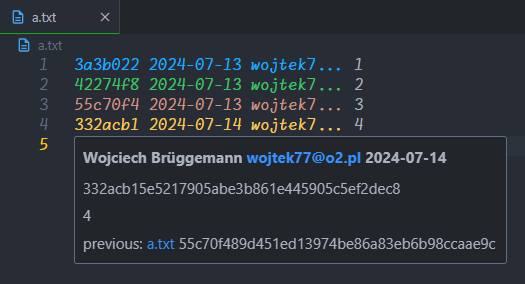 a.txt
a.txt
1 3a3b022 2024-07-13 wojtek7... 1
2 42274f8 2024-07-13 wojtek7... 2
3 55c70f4 2024-07-13 wojtek7... 3
4 332acb1 2024-07-14 wojtek7... 4
5
Wojciech Brüggemann wojtek77@o2.pl 2024-07-14
332acb15e5217905abe3b861e445905c5ef2dec8
4
previous: a.txt 55c70f489d451ed13974be86a83eb6b98ccaae9c